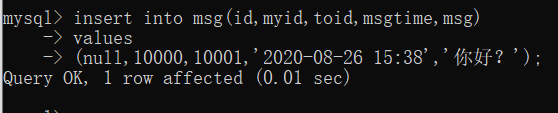 mysql> insert into msg(id,myid,toid,msgtime,msg)
    -> values
    -> (null,10000,10001,'2020-08-26 15:38','你好？');
Query OK, 1 row affected (0.01 sec)